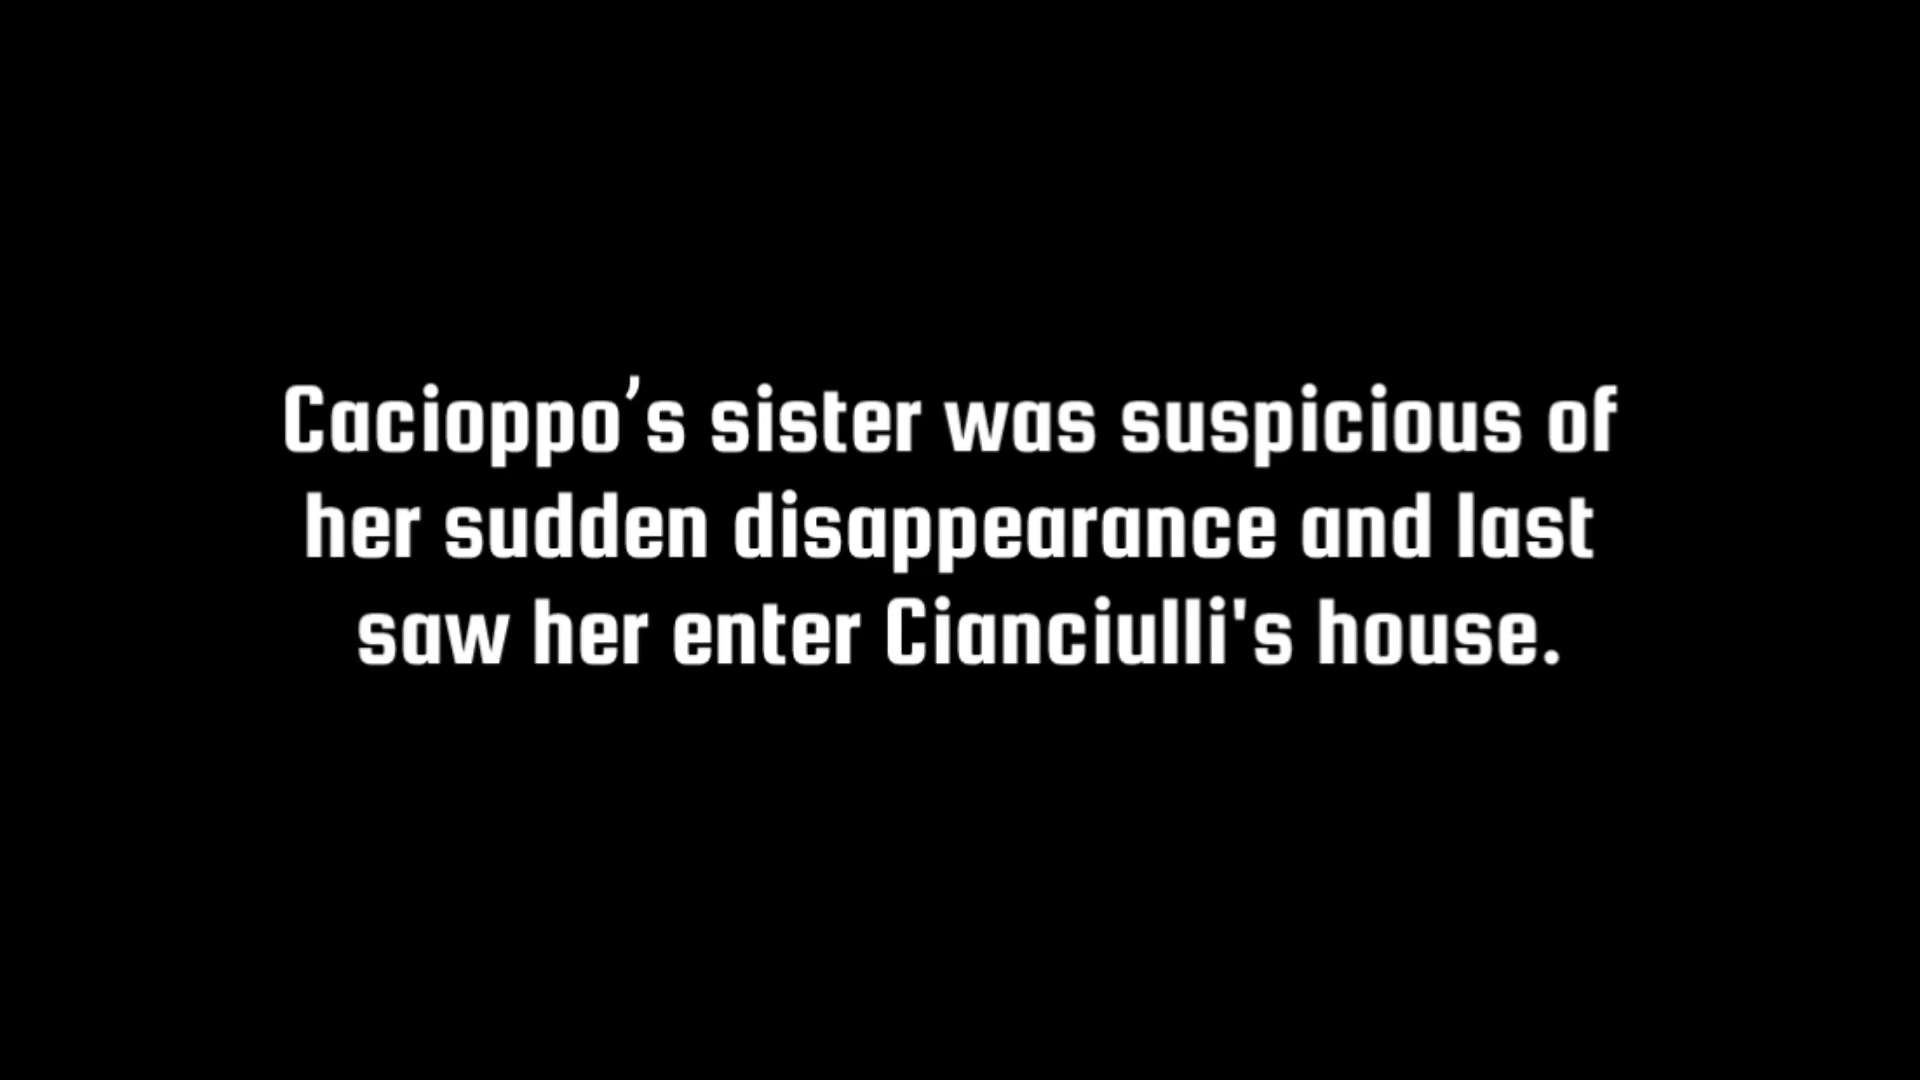 Cacioppo’s sister was suspicious of
her sudden disappearance and last
saw her enter Cianciulli's house.